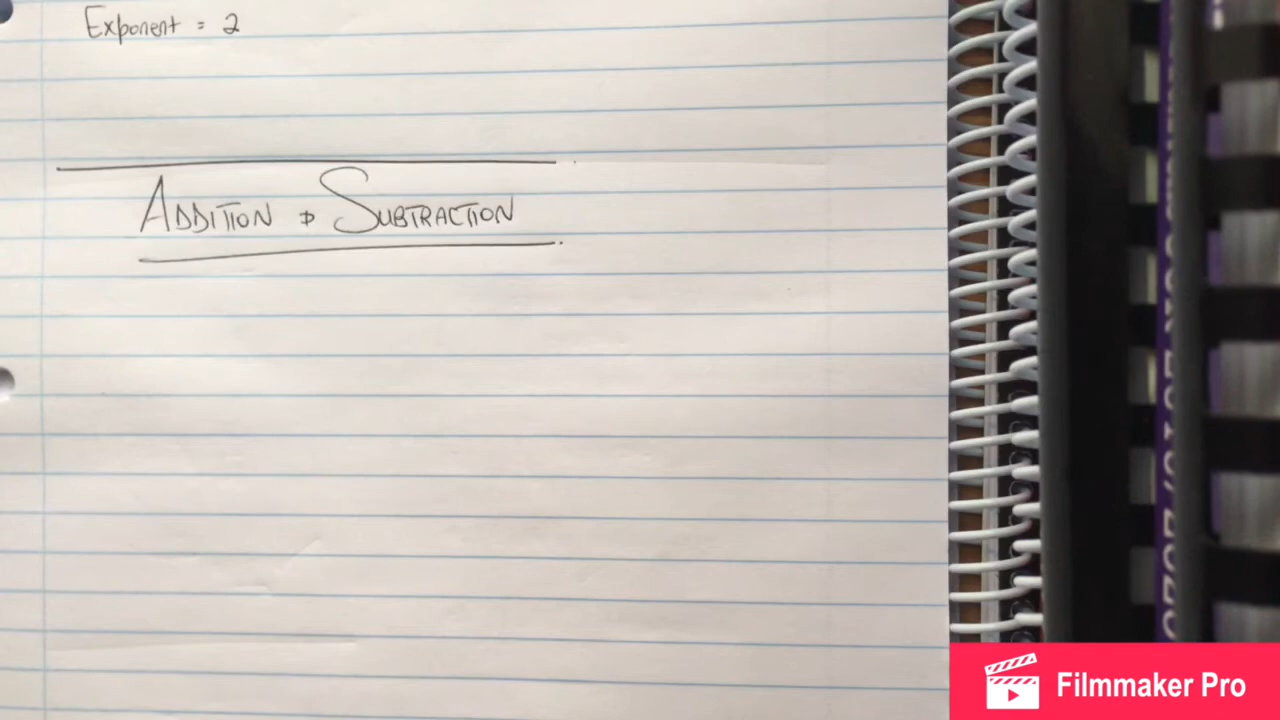 Exponent = 2
ADDITION & SUBTRACTION
Filmmaker Pro